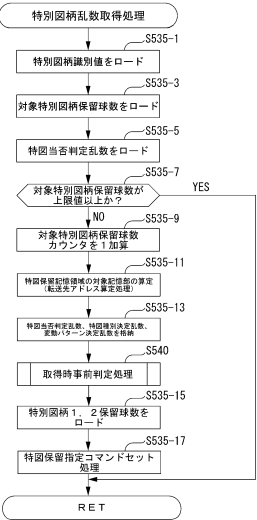 特別図柄乱数取得処理
S535-1
特別図柄識別値をロード
S535-3
対象特別図柄保留球数をロード
S535-5
特図当否判定乱数をロード
S535-7
対象特別図柄保留球数が
上限値以上か?
YES
NO
S535-9
対象特別図柄保留球数
カウンタを1加算
S535-11
特図保留記憶領域の対象記憶部の算定
(転送先アドレス算定処理)
S535-13
特図当否判定乱数、特図種別決定乱数、
変動パターン決定乱数を格納
S540
取得時事前判定処理
S535-15
特別図柄1,2保留球数を
ロード
S535-17
特図保留指定コマンドセット
処理
RET